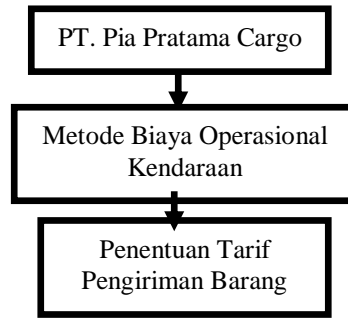 PT. Pia Pratama Cargo
Metode Biaya Operasional
Kendaraan
Penentuan Tarif
Pengiriman Barang